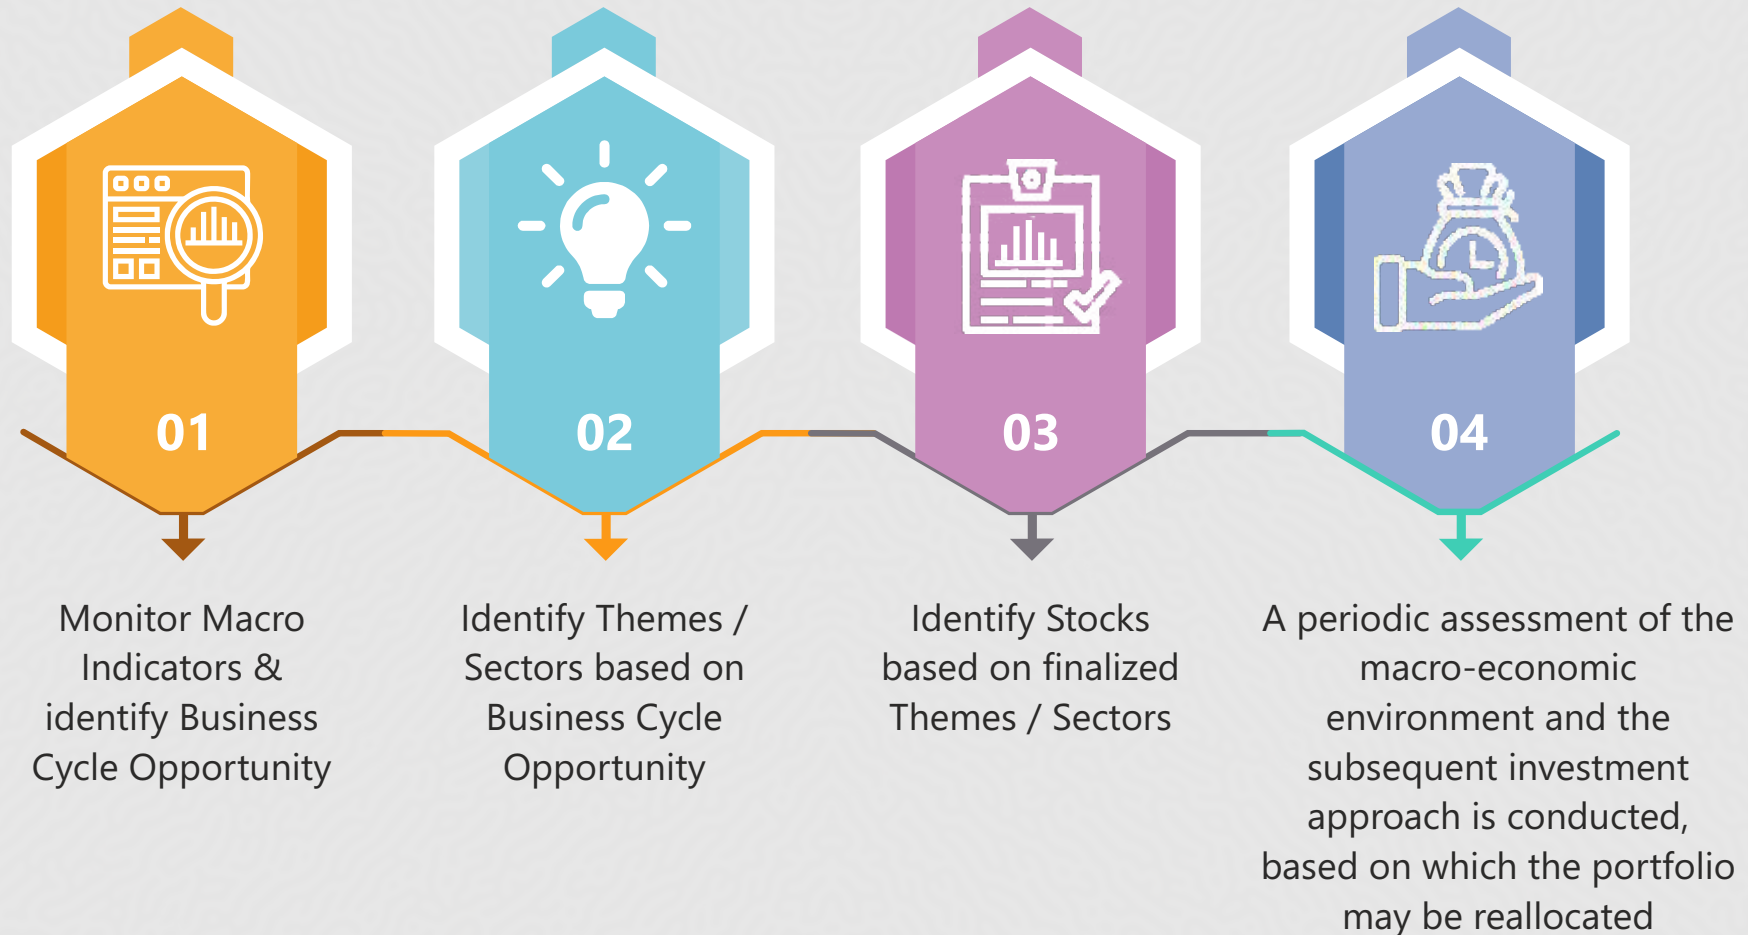 01
Monitor Macro
Indicators &
identify Business
Cycle Opportunity
02
Identify Themes /
Sectors based on
Business Cycle
Opportunity
03
Identify Stocks
based on finalized
Themes / Sectors
04
A periodic assessment of the
macro-economic
environment and the
subsequent investment
approach is conducted,
based on which the portfolio
may be reallocated